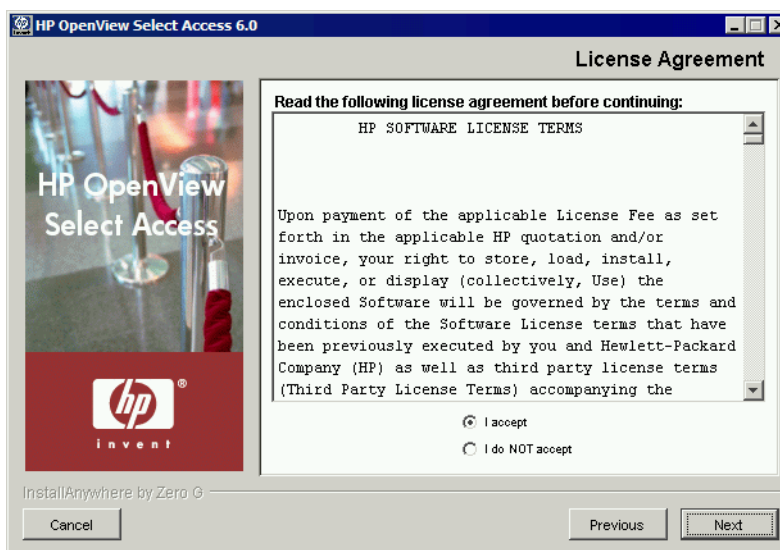 HP OpenView Select Access 6.0
License Agreement
HP OpenView
Select Access
hp
®
invent
Read the following license agreement before continuing:
HP SOFTWARE LICENSE TERMS
Upon payment of the applicable License Fee as set
forth in the applicable HP quotation and/or
invoice, your right to store, load, install,
execute, or display (collectively, Use) the
enclosed Software will be governed by the terms and
conditions of the Software License terms that have
been previously executed by you and Hewlett-Packard
Company (HP) as well as third party license terms
(Third Party License Terms) accompanying the
I accept
I do NOT accept
InstallAnywhere by Zero G
Cancel
Previous
Next